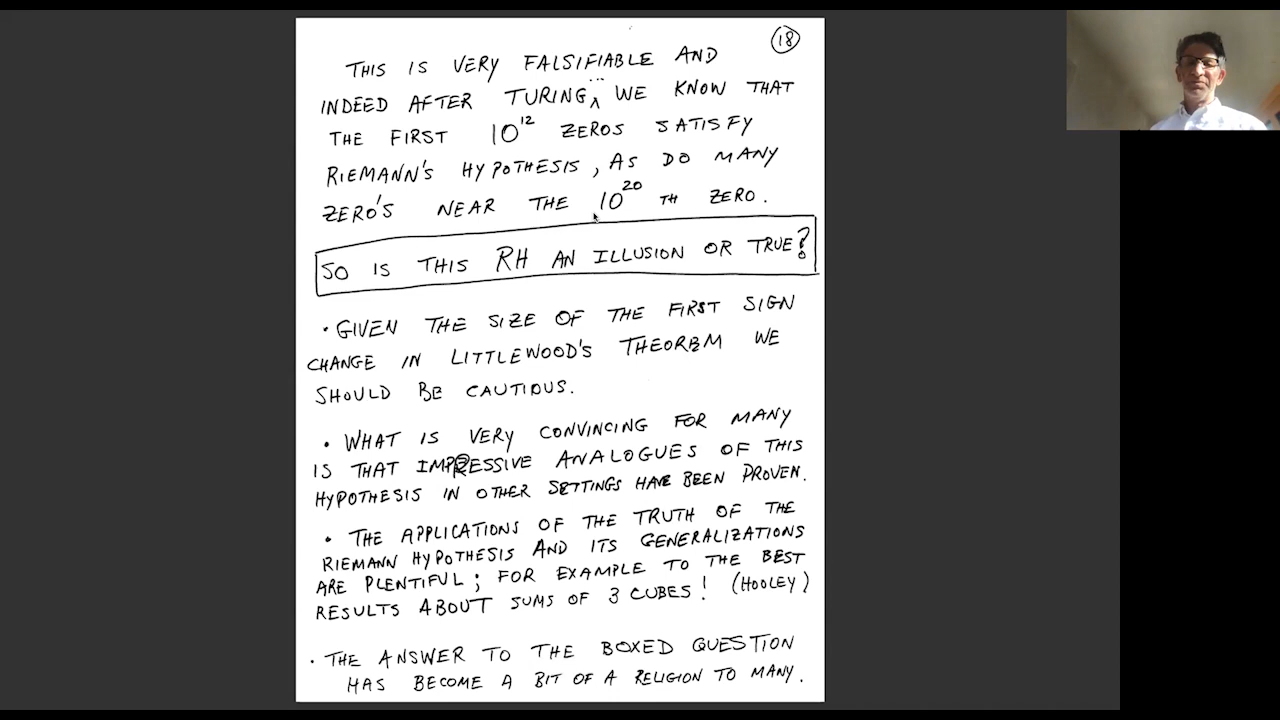 18
THIS IS VERY FALSIFIABLE AND
INDEED AFTER TURING, ... WE KNOW THAT
THE FIRST 10^12 ZEROS SATISFY
RIEMANN'S HYPOTHESIS, AS DO MANY
ZERO'S NEAR THE 10^20 TH ZERO.
SO IS THIS RH AN ILLUSION OR TRUE?
• GIVEN THE SIZE OF THE FIRST SIGN
CHANGE IN LITTLEWOOD'S THEOREM WE
SHOULD BE CAUTIOUS.
• WHAT IS VERY CONVINCING FOR MANY
IS THAT IMPRESSIVE ANALOGUES OF THIS
HYPOTHESIS IN OTHER SETTINGS HAVE BEEN PROVEN.
• THE APPLICATIONS OF THE TRUTH OF THE
RIEMANN HYPOTHESIS AND ITS GENERALIZATIONS
ARE PLENTIFUL; FOR EXAMPLE TO THE BEST
RESULTS ABOUT SUMS OF 3 CUBES! (HOOLEY)
• THE ANSWER TO THE BOXED QUESTION
HAS BECOME A BIT OF A RELIGION TO MANY.